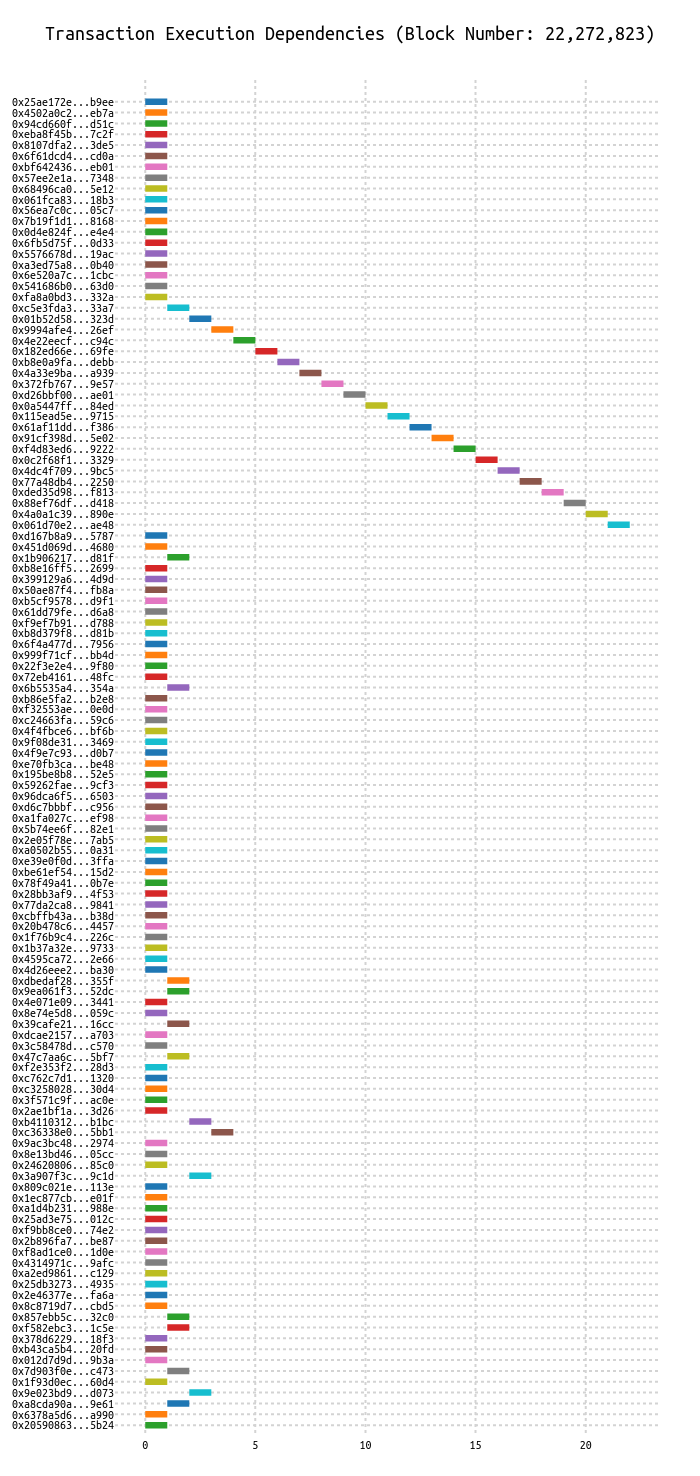 Transaction Execution Dependencies (Block Number: 22,272,823)
0x25ae172e...b9ee
0x4502a0c2...eb7a
0x94cd660f...d51c
0xeba8f45b...7c2f
0x8107dfa2...3de5
0x6f61dcd4...cd0a
0xbf642436...eb01
0x57ee2e1a...7348
0x68496ca0...5e12
0x061fca83...18b3
0x56ea7c0c...05c7
0x7b19f1d1...8168
0x0d4e824f...e4e4
0x6fb5d75f...0d33
0x5576678d...19ac
0xa3ed75a8...0b40
0x6e520a7c...1cbc
0x541686b0...63d0
0xfa8a0bd3...332a
0xc5e3fda3...33a7
0x01b52d58...323d
0x9994afe4...26ef
0x4e22eecf...c94c
0x182ed66e...69fe
0xb8e0a9fa...debb
0x4a33e9ba...a939
0x372fb767...9e57
0xd26bbf00...ae01
0x0a5447ff...84ed
0x115ead5e...9715
0x61af11dd...f386
0x91cf398d...5e02
0xf4d83ed6...9222
0x0c2f68f1...3329
0x4dc4f709...9bc5
0x77a48db4...2250
0xded35d98...f813
0x88ef76df...d418
0x4a0a1c39...890e
0x061d70e2...ae48
0xd167b8a9...5787
0x451d069d...4680
0x1b906217...d81f
0xb8e16ff5...2699
0x399129a6...4d9d
0x50ae87f4...fb8a
0xb5cf9578...d9f1
0x61dd79fe...d6a8
0xf9ef7b91...d788
0xb8d379f8...d81b
0x6f4a477d...7956
0x999f71cf...bb4d
0x22f3e2e4...9f80
0x72eb4161...48fc
0x6b5535a4...354a
0xb86e5fa2...b2e8
0xf32553ae...0e0d
0xc24663fa...59c6
0x4f4fbce6...bf6b
0x9f08de31...3469
0x4f9e7c93...d0b7
0xe70fb3ca...be48
0x195be8b8...52e5
0x59262fae...9cf3
0x96dca6f5...6503
0xd6c7bbbf...c956
0xa1fa027c...ef98
0x5b74ee6f...82e1
0x2e05f78e...7ab5
0xa0502b55...0a31
0xe39e0f0d...3ffa
0xbe61ef54...15d2
0x78f49a41...0b7e
0x28bb3af9...4f53
0x77da2ca8...9841
0xcbffb43a...b38d
0x20b478c6...4457
0x1f76b9c4...226c
0x1b37a32e...9733
0x4595ca72...2e66
0x4d26eee2...ba30
0xdbedaf28...355f
0x9ea061f3...52dc
0x4e071e09...3441
0x8e74e5d8...059c
0x39cafe21...16cc
0xdcae2157...a703
0x3c58478d...c570
0x47c7aa6c...5bf7
0xf2e353f2...28d3
0xc762c7d1...1320
0xc3258028...30d4
0x3f571c9f...ac0e
0x2ae1bf1a...3d26
0xb4110312...b1bc
0xc36338e0...5bb1
0x9ac3bc48...2974
0x8e13bd46...05cc
0x24620806...85c0
0x3a907f3c...9c1d
0x809c021e...113e
0x1ec877cb...e01f
0xa1d4b231...988e
0x25ad3e75...012c
0xf9bb8ce0...74e2
0x2b896fa7...be87
0xf8ad1ce0...1d0e
0x4314971c...9afc
0xa2ed9861...c129
0x25db3273...4935
0x2e46377e...fa6a
0x8c8719d7...cbd5
0x857ebb5c...32c0
0xf582ebc3...1c5e
0x378d6229...18f3
0xb43ca5b4...20fd
0x012d7d9d...9b3a
0x7d903f0e...c473
0x1f93d0ec...60d4
0x9e023bd9...d073
0xa8cda90a...9e61
0x6378a5d6...a990
0x20590863...5b24
0 5 10 15 20